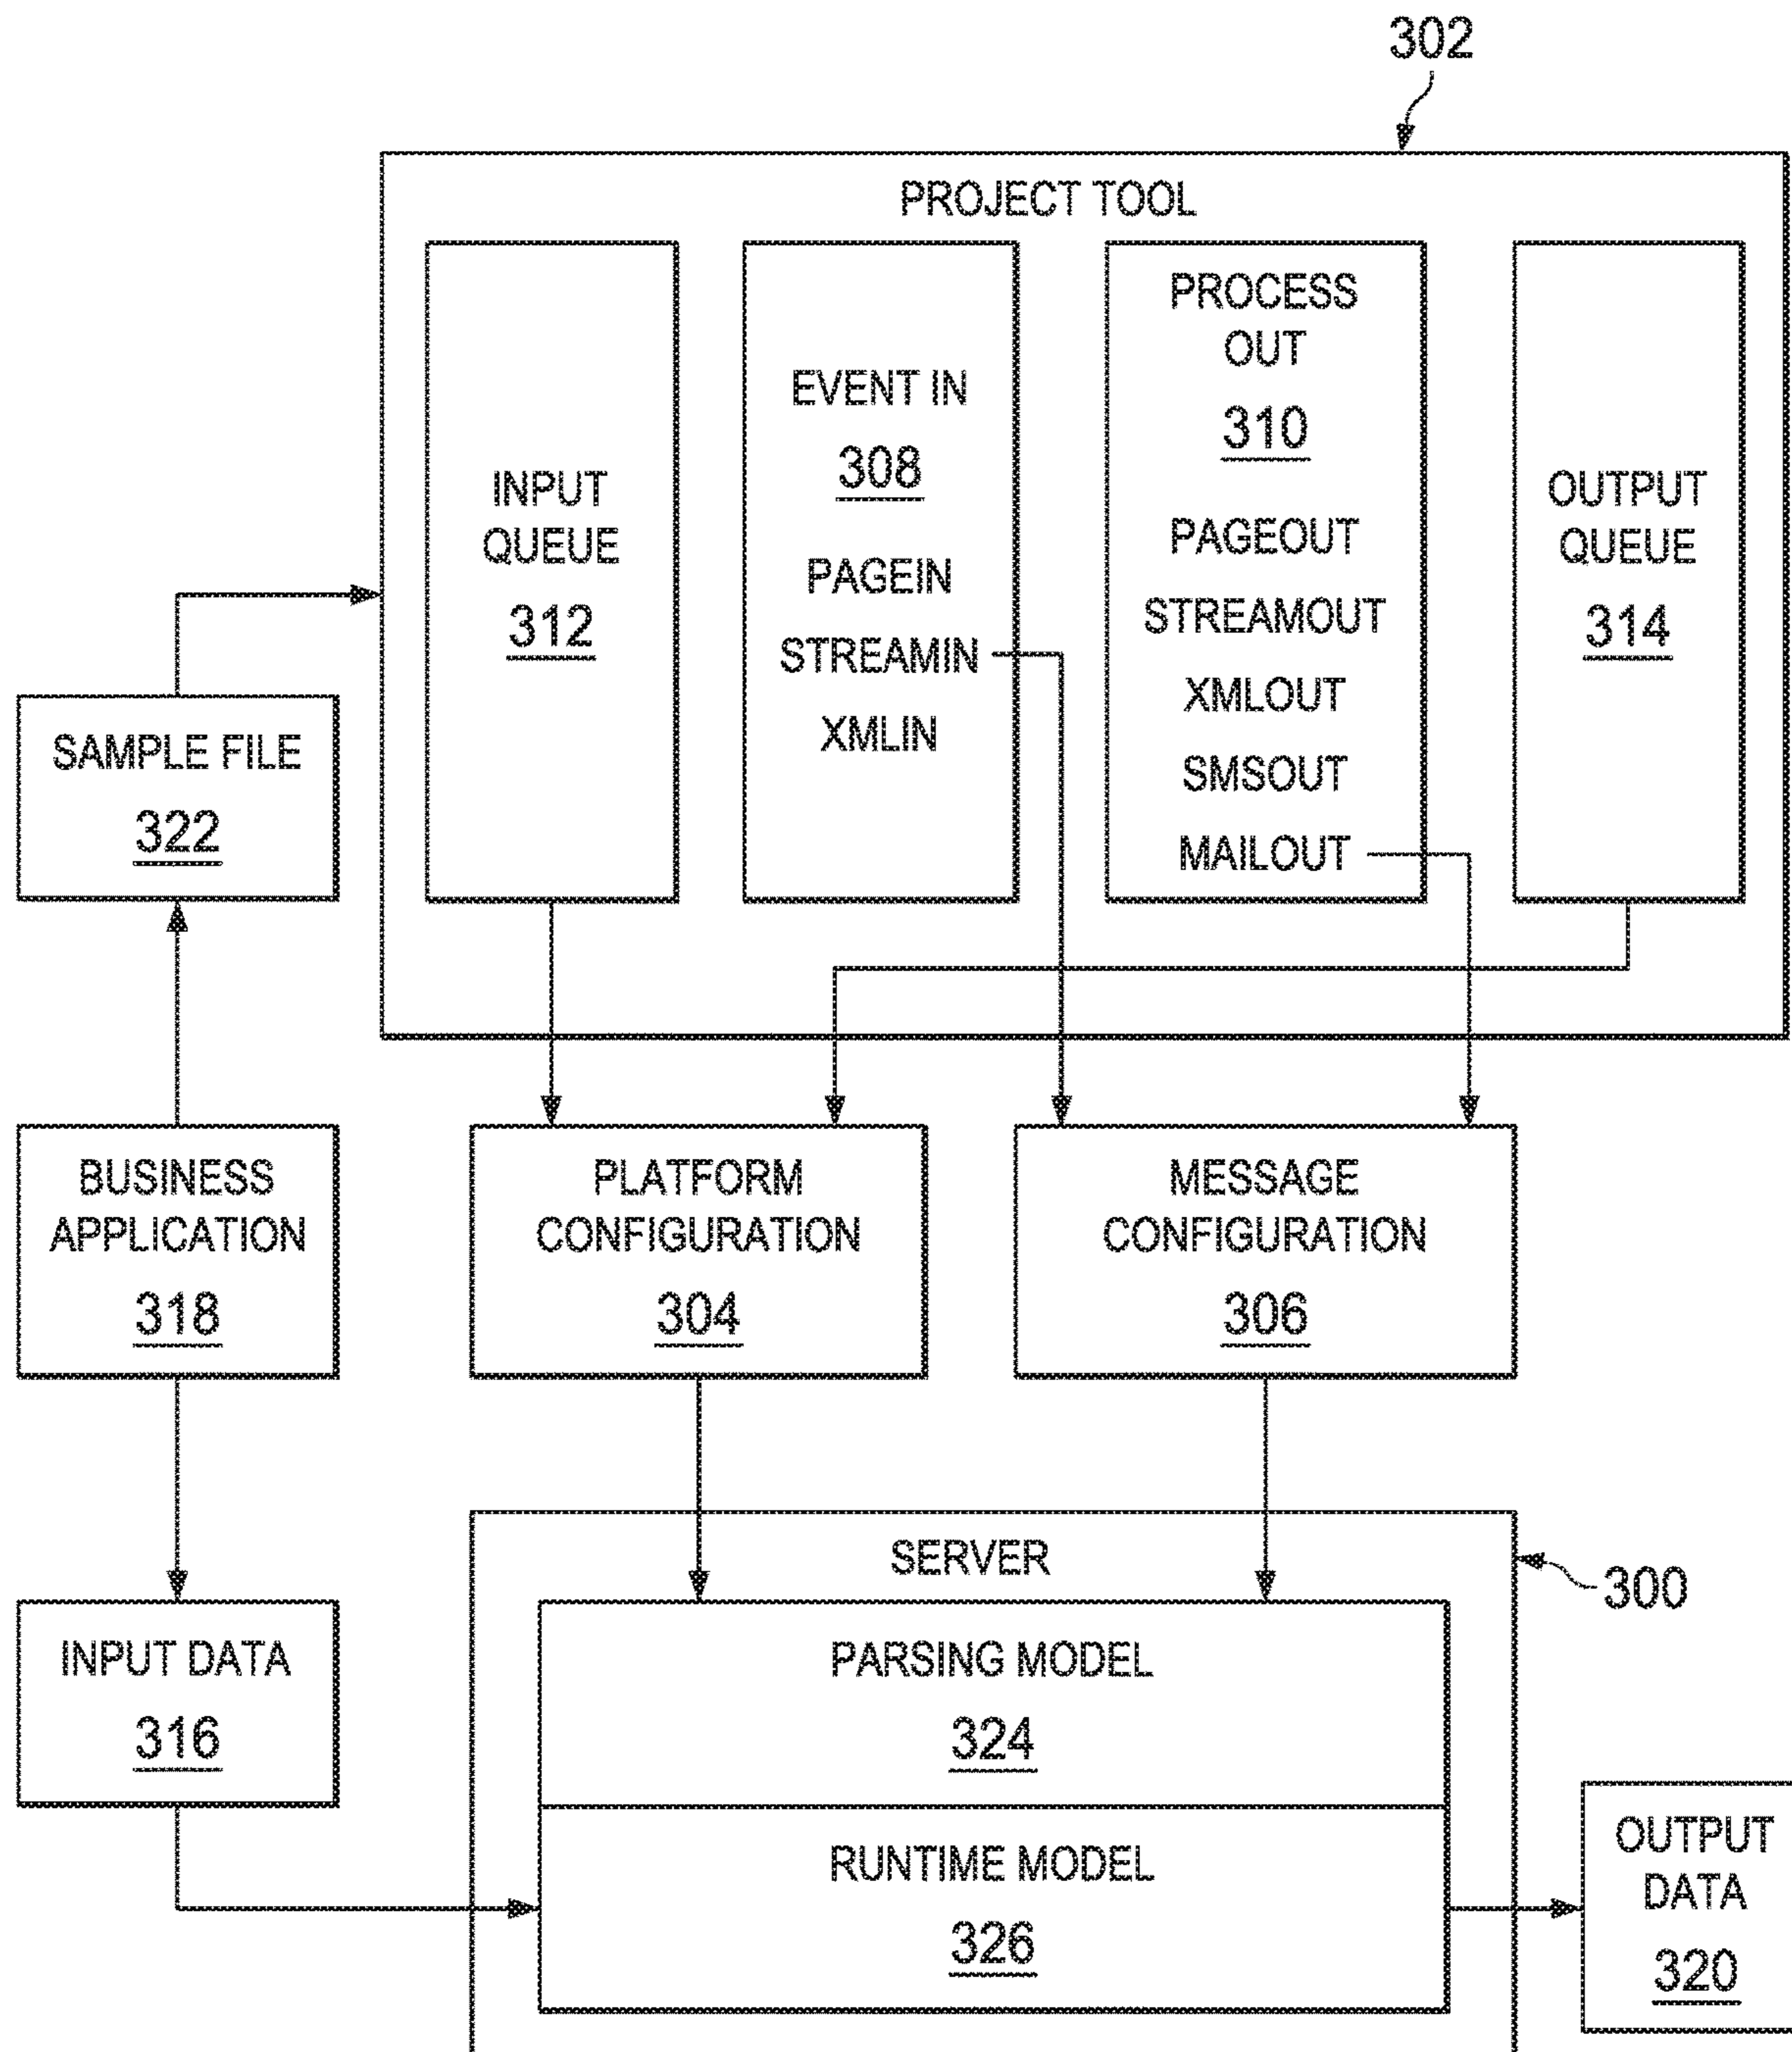 302
PROJECT TOOL
INPUT
QUEUE
312
EVENT IN
308
PAGEIN
STREAMIN
XMLIN
PROCESS
OUT
310
PAGEOUT
STREAMOUT
XMLOUT
SMSOUT
MAILOUT
OUTPUT
QUEUE
314
SAMPLE FILE
322
BUSINESS
APPLICATION
318
PLATFORM
CONFIGURATION
304
MESSAGE
CONFIGURATION
306
SERVER
300
INPUT DATA
316
PARSING MODEL
324
RUNTIME MODEL
326
OUTPUT
DATA
320